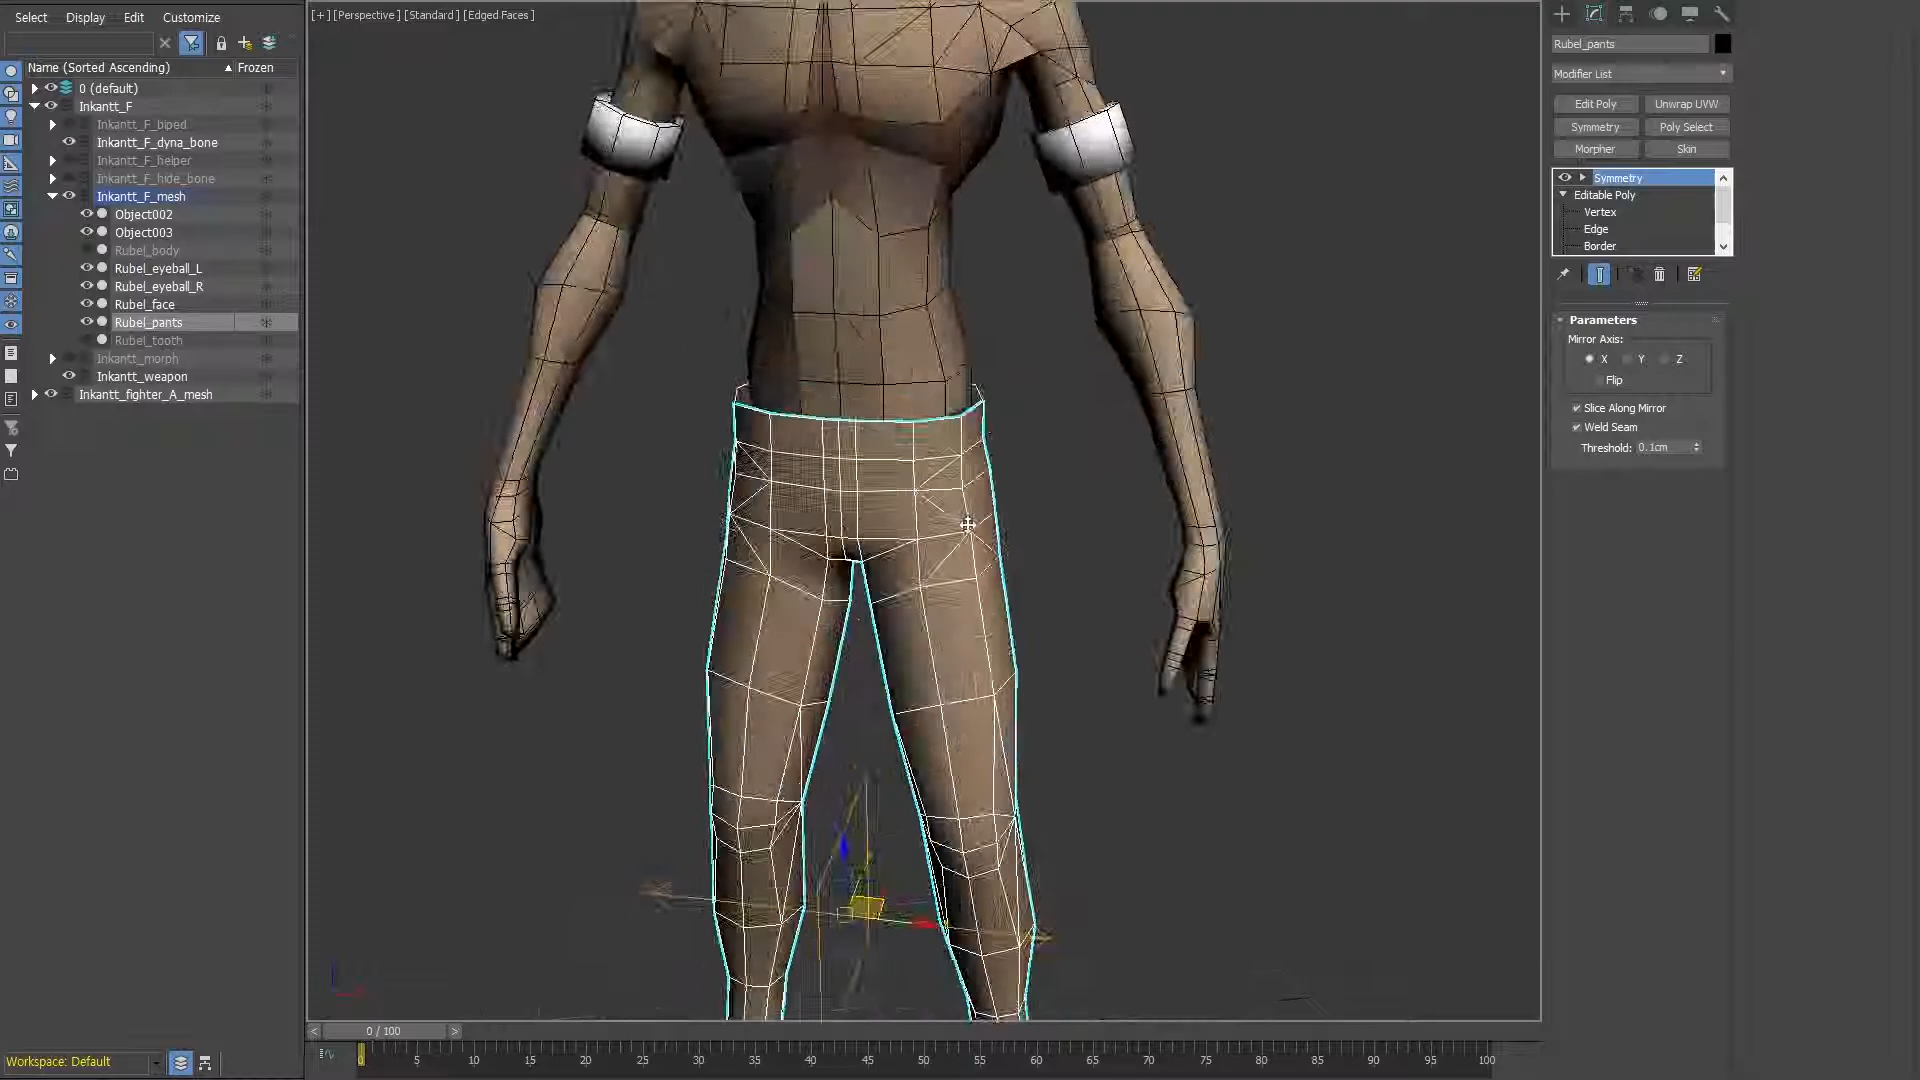 Select Display Edit Customize
[+] [Perspective] [Standard] [Edged Faces]
Name (Sorted Ascending) Frozen
0 (default)
Inkantt_F
Inkantt_F_biped
Inkantt_F_dyna_bone
Inkantt_F_helper
Inkantt_F_hide_bone
Inkantt_F_mesh
Object002
Object003
Rubel_body
Rubel_eyeball_L
Rubel_eyeball_R
Rubel_face
Rubel_pants
Rubel_tooth
Inkantt_morph
Inkantt_weapon
Inkantt_fighter_A_mesh
Rubel_pants
Modifier List
Edit Poly Unwrap UVW
Symmetry Poly Select
Morpher Skin
Symmetry
Editable Poly
Vertex
Edge
Border
Parameters
Mirror Axis:
X Y Z
Flip
Slice Along Mirror
Weld Seam
Threshold: 0.1cm
< 0 / 100 >
0 5 10 15 20 25 30 35 40 45 50 55 60 65 70 75 80 85 90 95 100
Workspace: Default